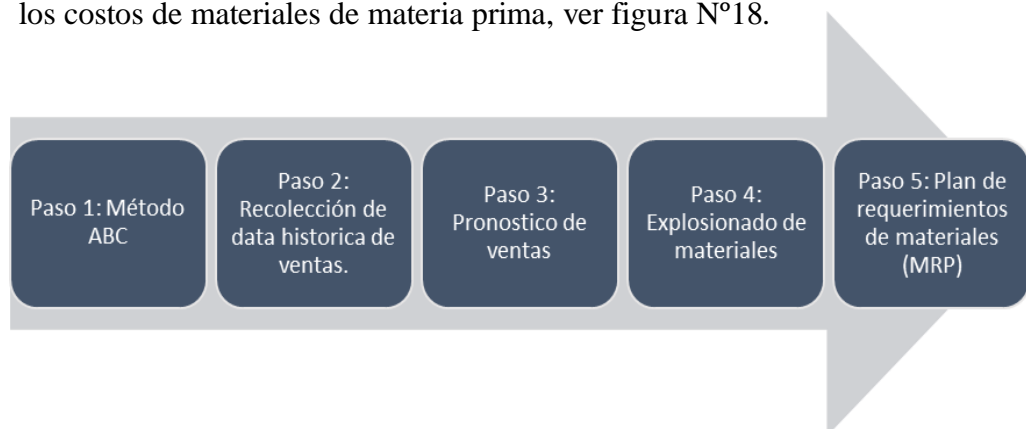 los costos de materiales de materia prima, ver figura Nº18.
Paso 1: Método
ABC
Paso 2:
Recolección de
data historica de
ventas.
Paso 3:
Pronostico de
ventas
Paso 4:
Explosionado de
materiales
Paso 5: Plan de
requerimientos
de materiales
(MRP)